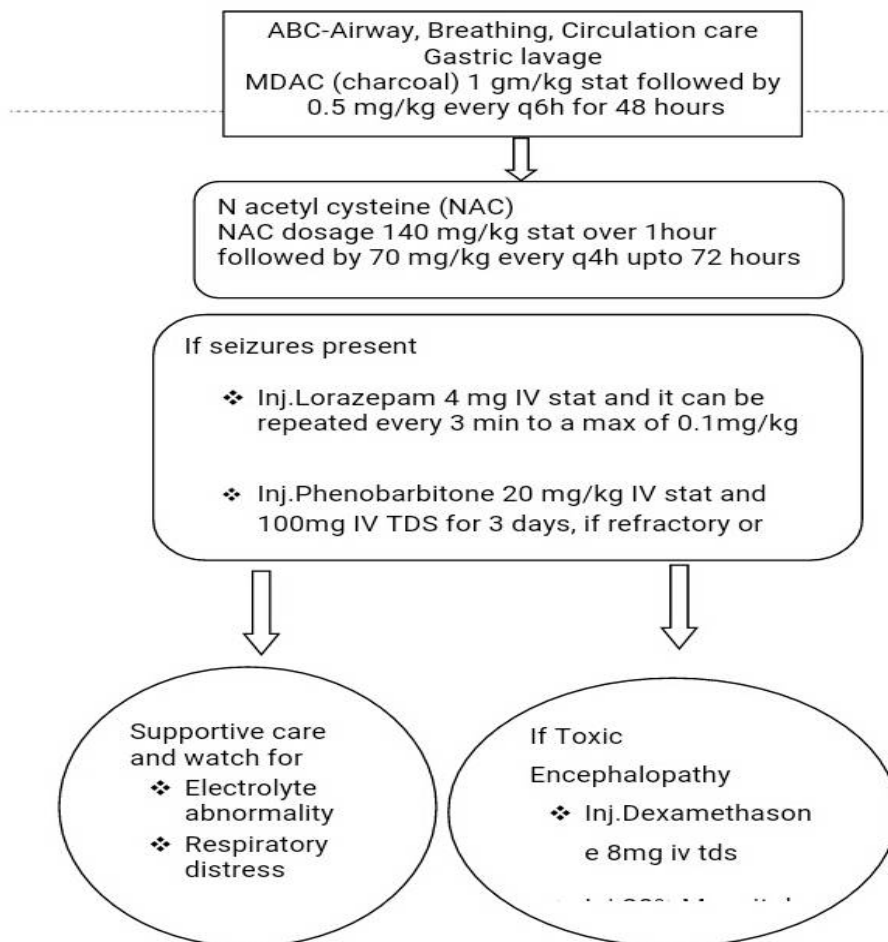 ABC-Airway, Breathing, Circulation care
Gastric lavage
MDAC (charcoal) 1 gm/kg stat followed by
0.5 mg/kg every q6h for 48 hours
N acetyl cysteine (NAC)
NAC dosage 140 mg/kg stat over 1hour
followed by 70 mg/kg every q4h upto 72 hours
If seizures present
❖ Inj.Lorazepam 4 mg IV stat and it can be
repeated every 3 min to a max of 0.1mg/kg
❖ Inj.Phenobarbitone 20 mg/kg IV stat and
100mg IV TDS for 3 days, if refractory or
Supportive care
and watch for
❖ Electrolyte
abnormality
❖ Respiratory
distress
If Toxic
Encephalopathy
❖ Inj.Dexamethason
e 8mg iv tds